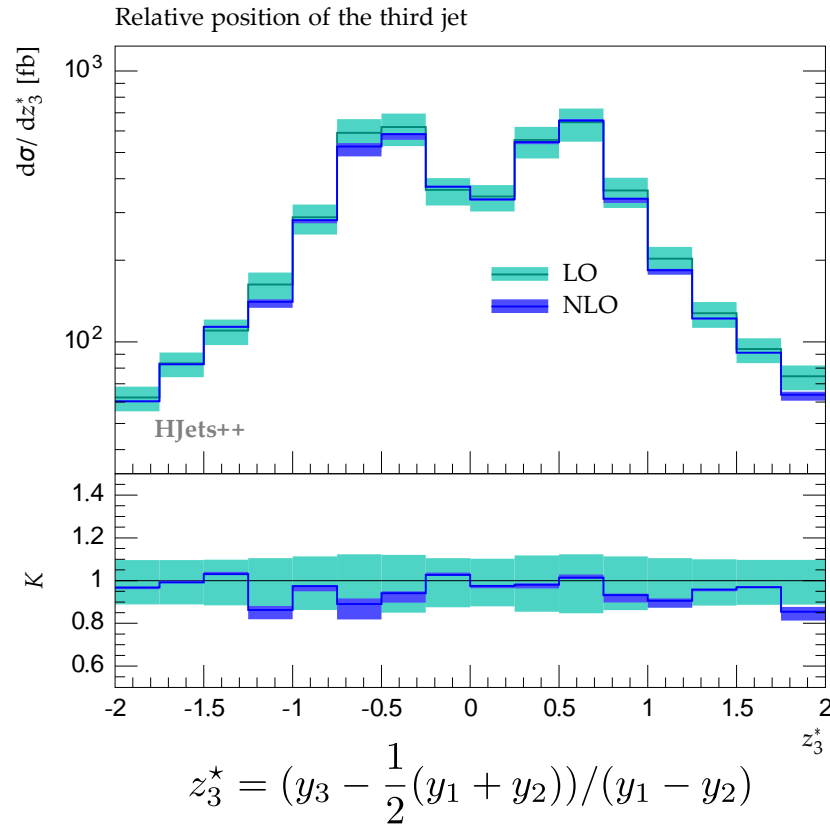 Relative position of the third jet
dσ/ dz₃* [fb]
10³
10²
LO
NLO
HJets++
K
1.4
1.2
1
0.8
0.6
-2 -1.5 -1 -0.5 0 0.5 1 1.5 2
z₃*
z₃⋆ = (y₃ − 1/2(y₁ + y₂))/(y₁ − y₂)